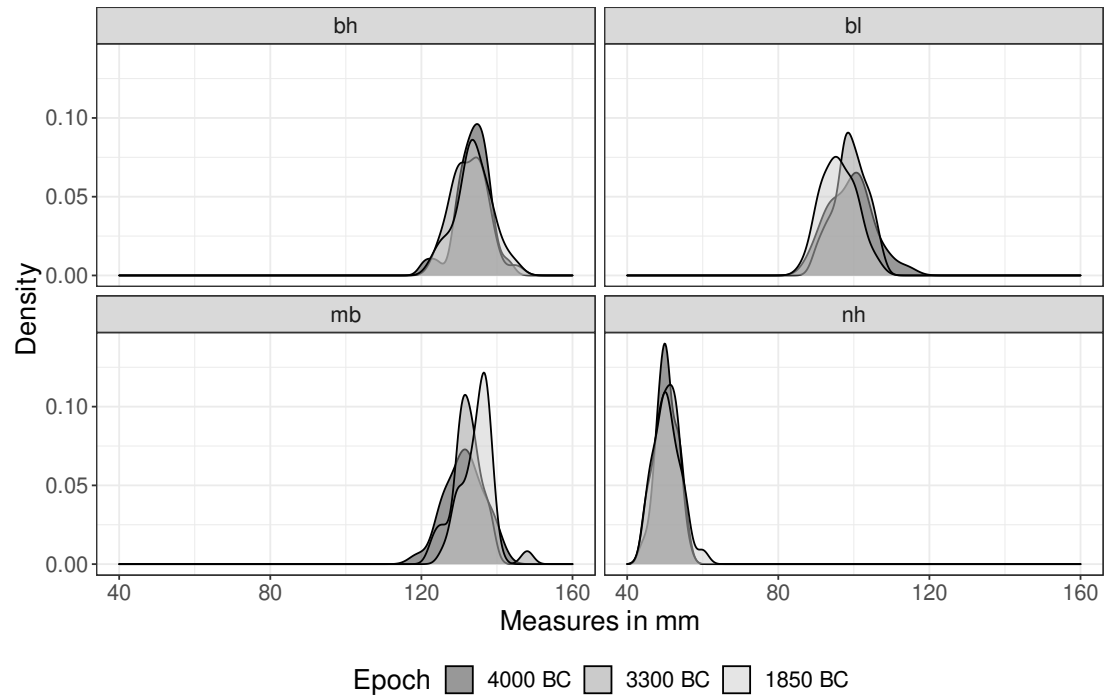 bh
bl
0.10
0.05
0.00
mb
nh
0.10
0.05
0.00
Density
40 80 120 160 40 80 120 160
Measures in mm
Epoch 4000 BC 3300 BC 1850 BC